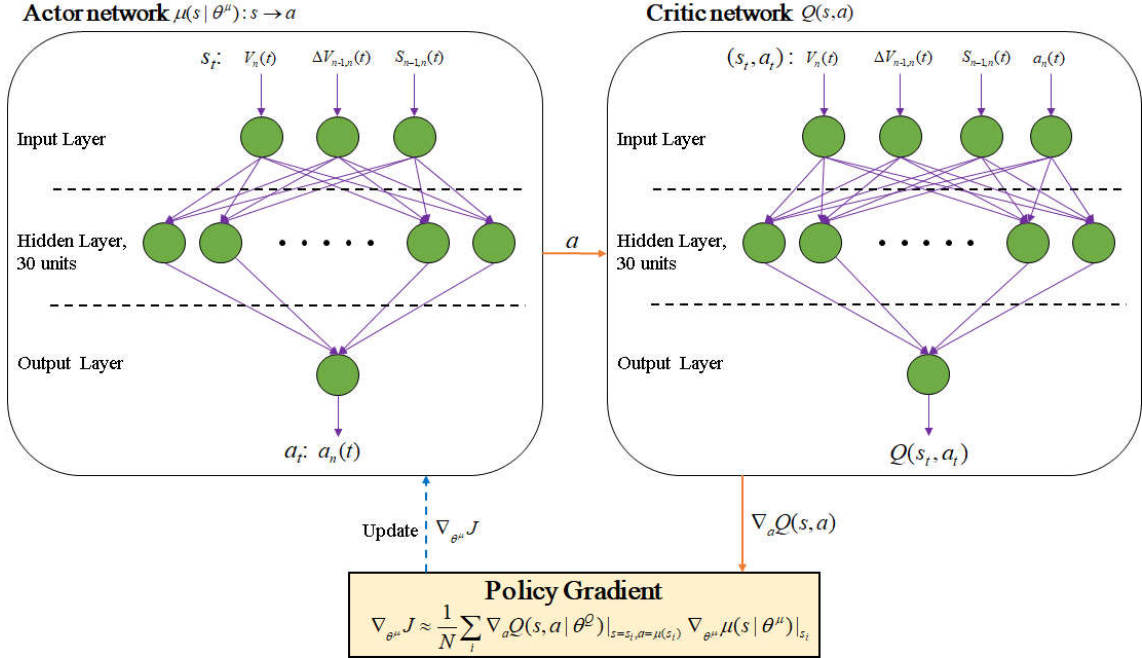 Actor network μ(s | θ^μ): s → a
s_t: V_n(t) ΔV_{n-1,n}(t) S_{n-1,n}(t)
Input Layer
Hidden Layer,
30 units
Output Layer
a_t: a_n(t)
a
Critic network Q(s,a)
(s_t, a_t): V_n(t) ΔV_{n-1,n}(t) S_{n-1,n}(t) a_n(t)
Input Layer
Hidden Layer,
30 units
Output Layer
Q(s_t, a_t)
Update ∇_{θ^μ} J
∇_a Q(s,a)
Policy Gradient
∇_{θ^μ} J ≈ 1/N ∑_i ∇_a Q(s,a | θ^Q)|_{s=s_i,a=μ(s_i)} ∇_{θ^μ} μ(s | θ^μ)|_{s_i}